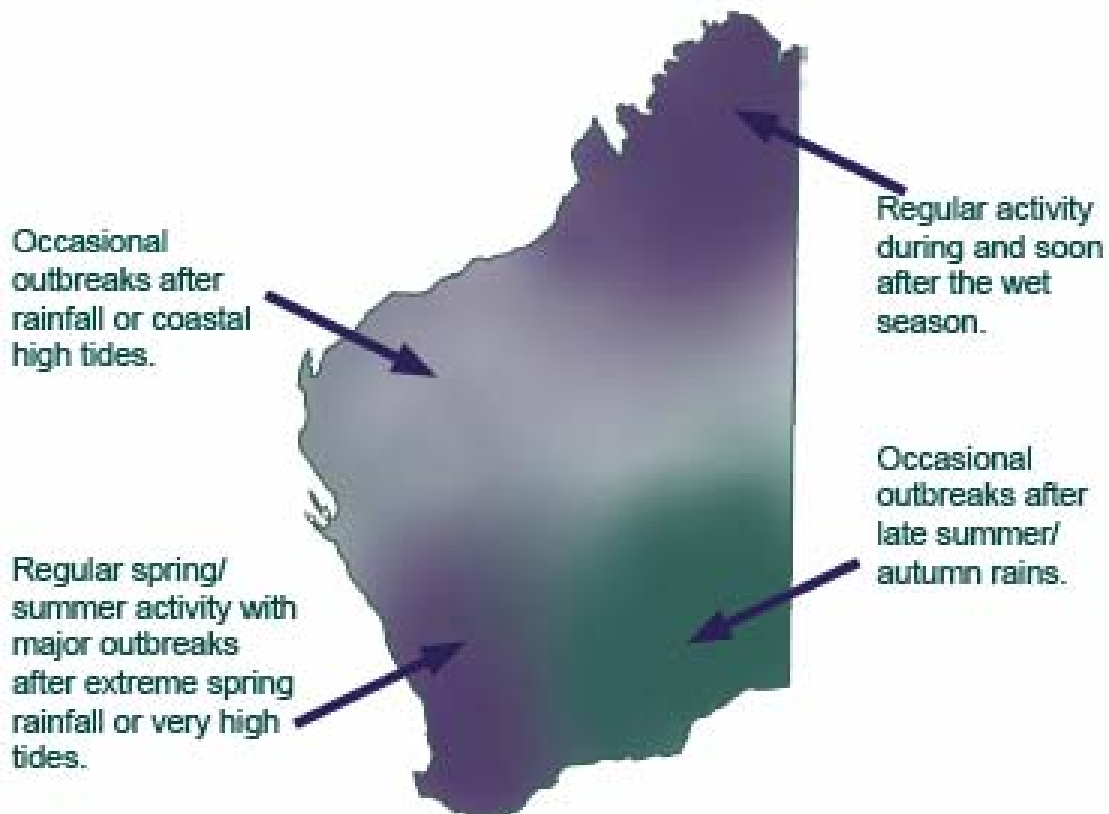 Regular activity
during and soon
after the wet
season.
Occasional
outbreaks after
rainfall or coastal
high tides.
Occasional
outbreaks after
late summer/
autumn rains.
Regular spring/
summer activity with
major outbreaks
after extreme spring
rainfall or very high
tides.